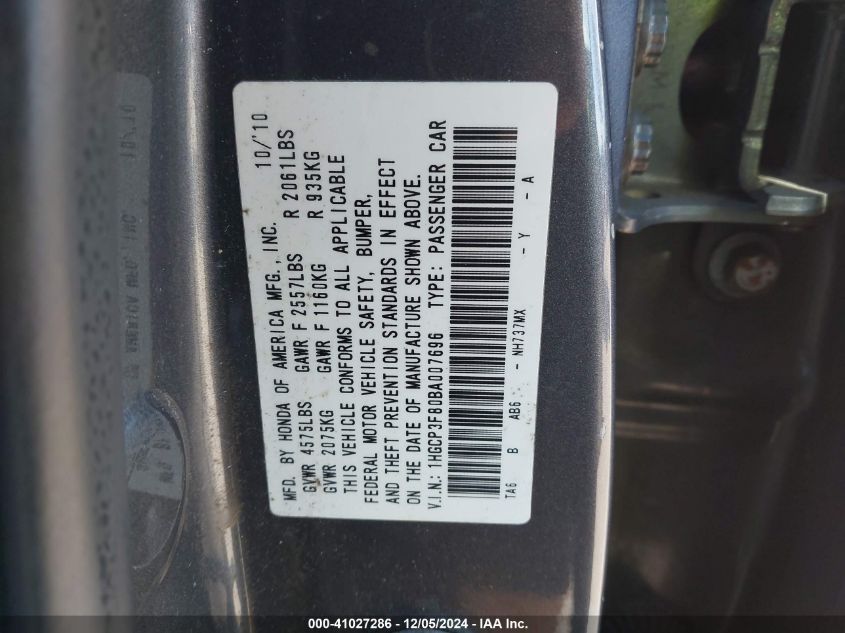 MFD. BY HONDA OF AMERICA MFG., INC. 10/'10
GVWR 4575LBS GAWR F 2557LBS R 2061LBS
GVWR 2075KG GAWR F 1160KG R 935KG
THIS VEHICLE CONFORMS TO ALL APPLICABLE
FEDERAL MOTOR VEHICLE SAFETY, BUMPER,
AND THEFT PREVENTION STANDARDS IN EFFECT
ON THE DATE OF MANUFACTURE SHOWN ABOVE.
V.I.N.: 1HGCP3F80BA007696 TYPE: PASSENGER CAR
TA6 B AB6 - NH737MX - Y - A
000-41027286 - 12/05/2024 - IAA Inc.